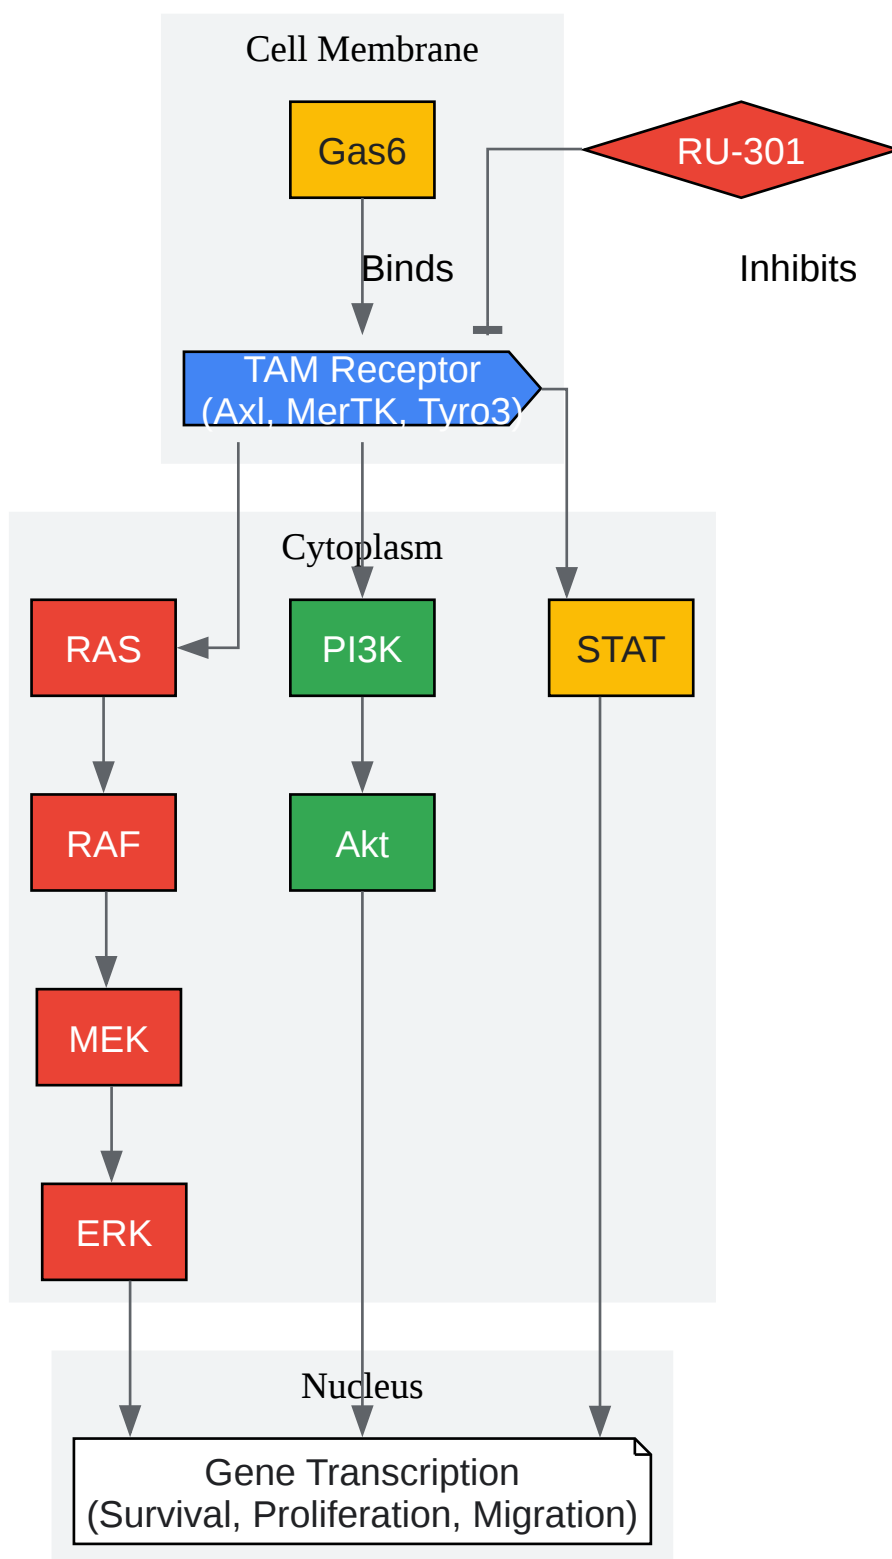 Cell Membrane
Gas6
RU-301
Binds
Inhibits
TAM Receptor
(Axl, MerTK, Tyro3)
Cytoplasm
RAS
PI3K
STAT
RAF
Akt
MEK
ERK
Nucleus
Gene Transcription
(Survival, Proliferation, Migration)